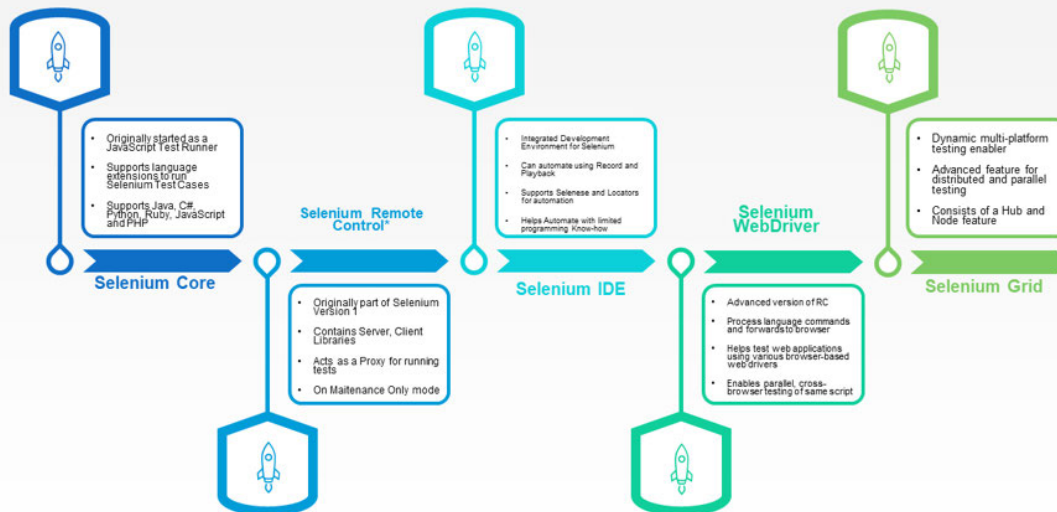 • Originally started as a
JavaScript Test Runner
• Supports language
extensions to run
Selenium Test Cases
• Supports Java, C#,
Python, Ruby, JavaScript
and PHP
Selenium Core
Selenium Remote
Control*
• Originally part of Selenium
Version 1
• Contains Server, Client
Libraries
• Acts as a Proxy for running
tests
• On Maitenance Only mode
• Integrated Development
Environment for Selenium
• Can automate using Record and
Playback
• Supports Selenese and Locators
for automation
• Helps Automate with limited
programming Know-how
Selenium IDE
Selenium
WebDriver
• Advanced version of RC
• Process language commands
and forwards to browser
• Helps test web applications
using various browser-based
web drivers
• Enables parallel, cross-
browser testing of same script
• Dynamic multi-platform
testing enabler
• Advanced feature for
distributed and parallel
testing
• Consists of a Hub and
Node feature
Selenium Grid